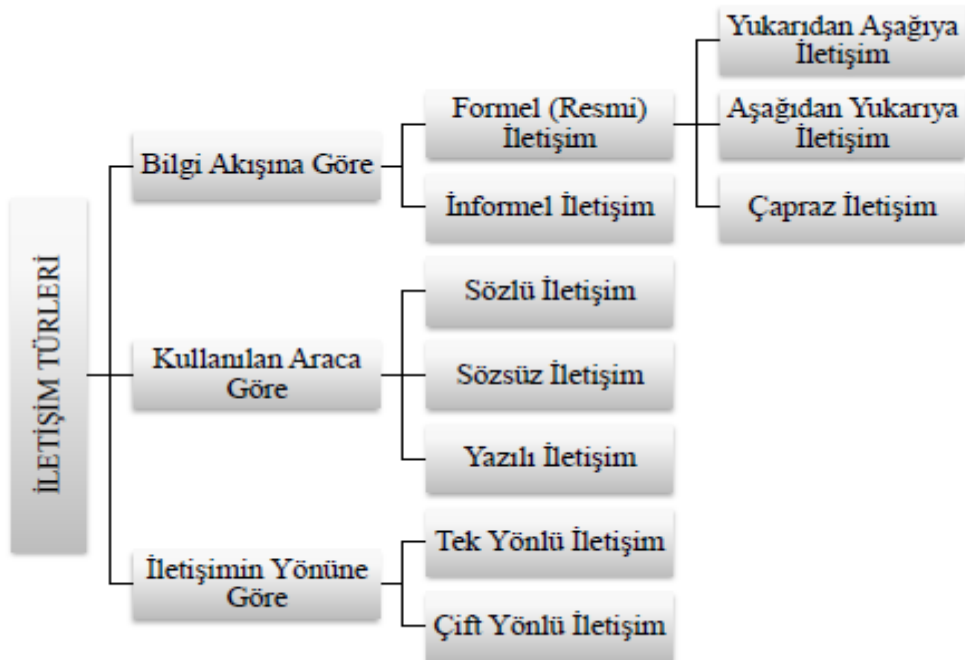 İLETİŞİM TÜRLERİ
Bilgi Akışına Göre
Formel (Resmi)
İletişim
Yukarıdan Aşağıya
İletişim
Aşağıdan Yukarıya
İletişim
Çapraz İletişim
İnformel İletişim
Kullanılan Araca
Göre
Sözlü İletişim
Sözsüz İletişim
Yazılı İletişim
İletişimin Yönüne
Göre
Tek Yönlü İletişim
Çift Yönlü İletişim